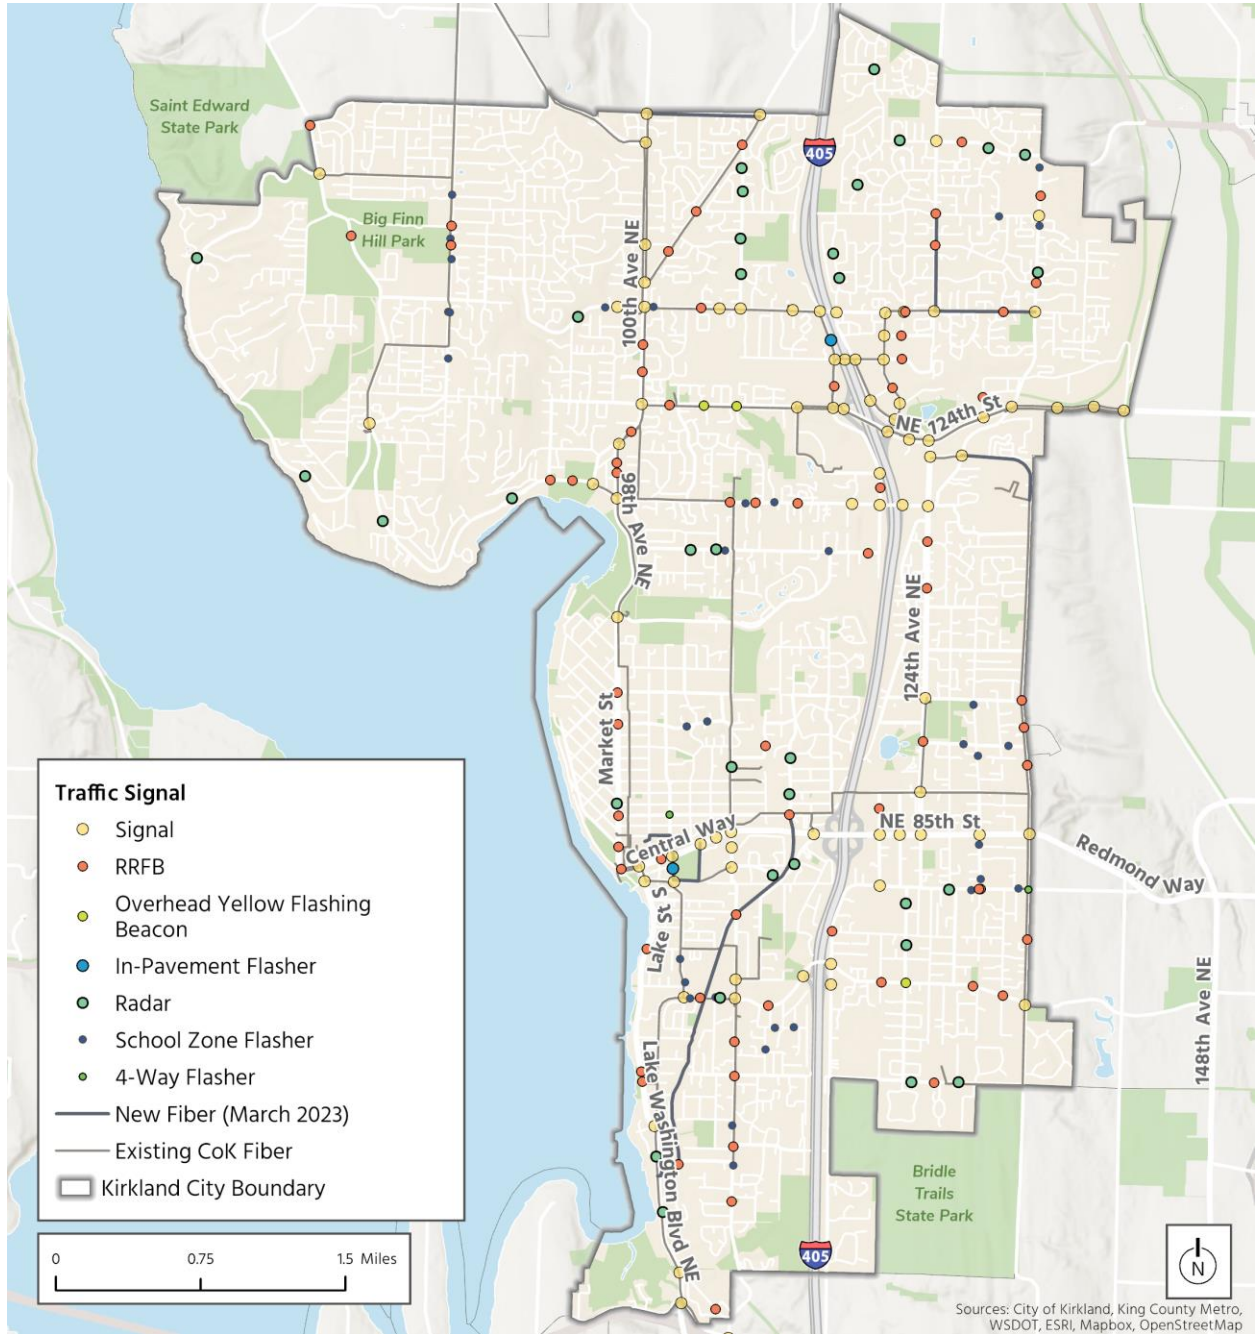 Saint Edward
State Park
405
Big Finn
Hill Park
100th Ave NE
NE 124th St
98th Ave NE
124th Ave NE
Market St
Central Way
NE 85th St
Redmond Way
Lake St S
148th Ave NE
Lake Washington Blvd NE
Bridle
Trails
State Park
405
Traffic Signal
Signal
RRFB
Overhead Yellow Flashing
Beacon
In-Pavement Flasher
Radar
School Zone Flasher
4-Way Flasher
New Fiber (March 2023)
Existing CoK Fiber
Kirkland City Boundary
0 0.75 1.5 Miles
N
Sources: City of Kirkland, King County Metro,
WSDOT, ESRI, Mapbox, OpenStreetMap